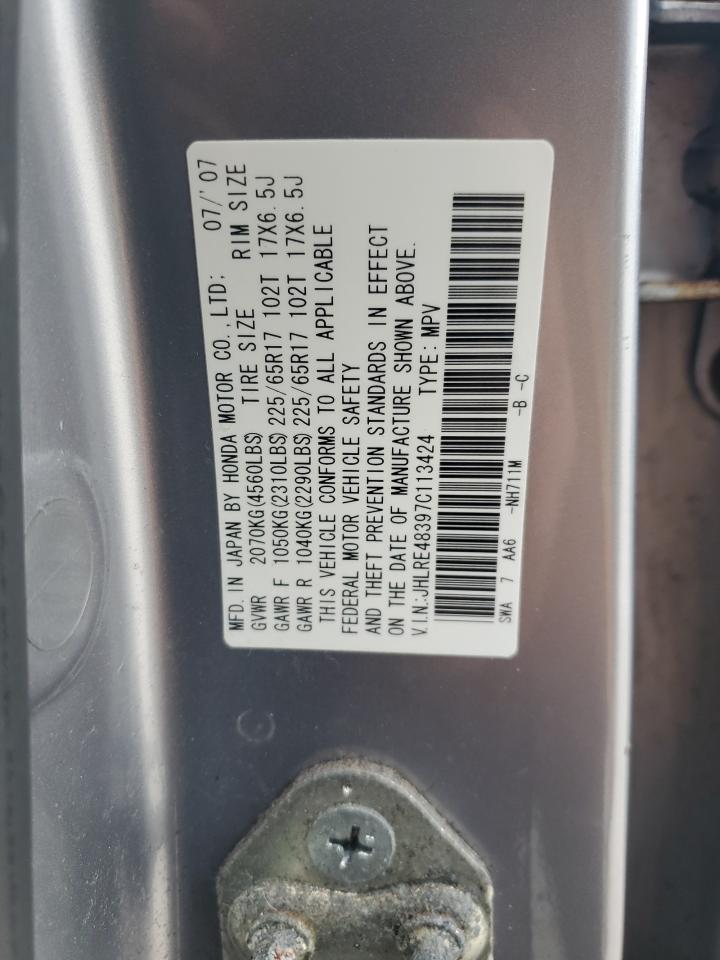 MFD. IN JAPAN BY HONDA MOTOR CO.,LTD: 07/'07
GVWR 2070KG(4560LBS) TIRE SIZE RIM SIZE
GAWR F 1050KG(2310LBS) 225/65R17 102T 17X6.5J
GAWR R 1040KG(2290LBS) 225/65R17 102T 17X6.5J
THIS VEHICLE CONFORMS TO ALL APPLICABLE
FEDERAL MOTOR VEHICLE SAFETY
AND THEFT PREVENTION STANDARDS IN EFFECT
ON THE DATE OF MANUFACTURE SHOWN ABOVE.
V.I.N:JHLRE48397C113424 TYPE: MPV
SWA 7 AA6 -NH711M -B -C